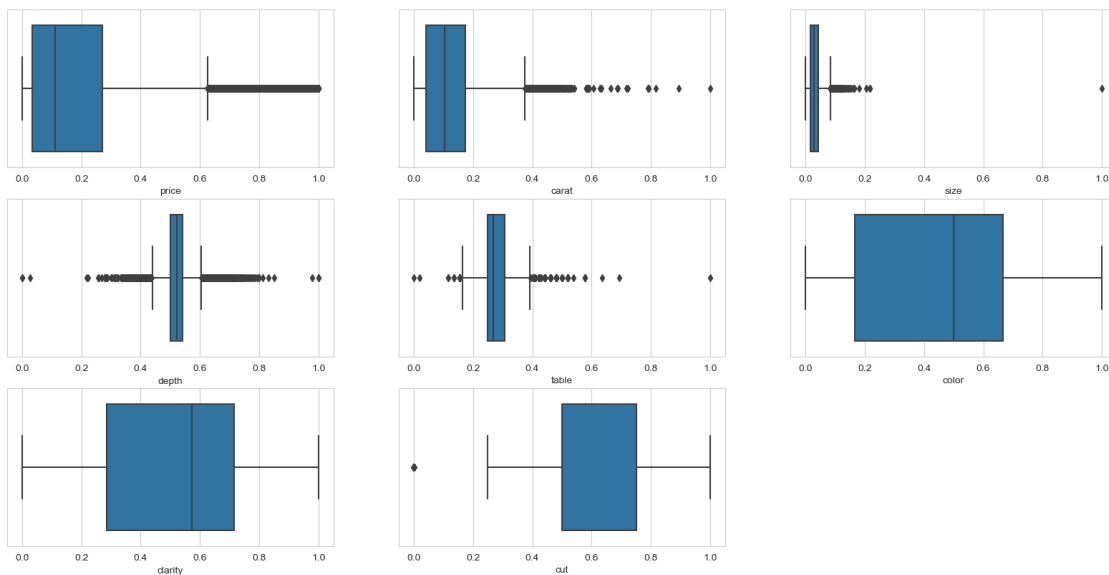 0.0 0.2 0.4 0.6 0.8 1.0 0.0 0.2 0.4 0.6 0.8 1.0 0.0 0.2 0.4 0.6 0.8 1.0
price carat size
0.0 0.2 0.4 0.6 0.8 1.0 0.0 0.2 0.4 0.6 0.8 1.0 0.0 0.2 0.4 0.6 0.8 1.0
depth table color
0.0 0.2 0.4 0.6 0.8 1.0 0.0 0.2 0.4 0.6 0.8 1.0
clarity cut